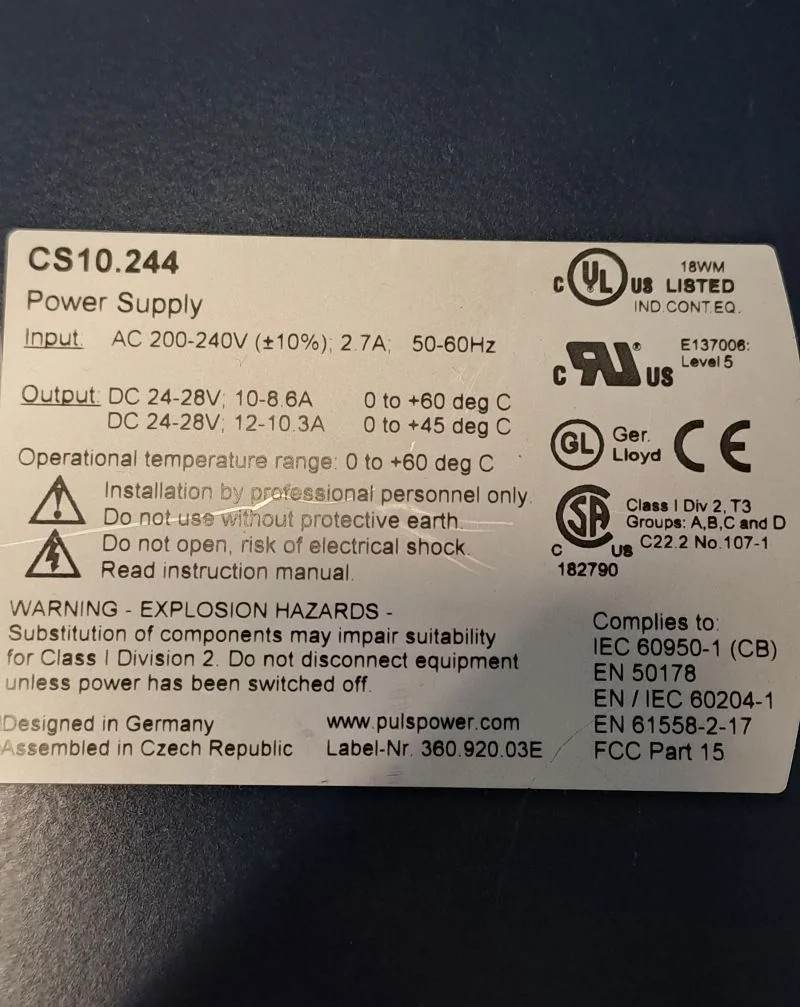 CS10.244
Power Supply
Input: AC 200-240V (±10%); 2.7A; 50-60Hz
Output: DC 24-28V; 10-8.6A 0 to +60 deg C
DC 24-28V; 12-10.3A 0 to +45 deg C
Operational temperature range: 0 to +60 deg C
Installation by professional personnel only.
Do not use without protective earth.
Do not open, risk of electrical shock.
Read instruction manual.
WARNING - EXPLOSION HAZARDS -
Substitution of components may impair suitability
for Class I Division 2. Do not disconnect equipment
unless power has been switched off.
Designed in Germany
Assembled in Czech Republic
www.pulspower.com
Label-Nr. 360.920.03E
C UL US 18WM
LISTED
IND.CONT.EQ.
C RU® US E137006:
Level 5
GL Ger.
Lloyd CE
C SA US Class I Div 2, T3
Groups: A,B,C and D
C22.2 No.107-1
182790
Complies to:
IEC 60950-1 (CB)
EN 50178
EN / IEC 60204-1
EN 61558-2-17
FCC Part 15